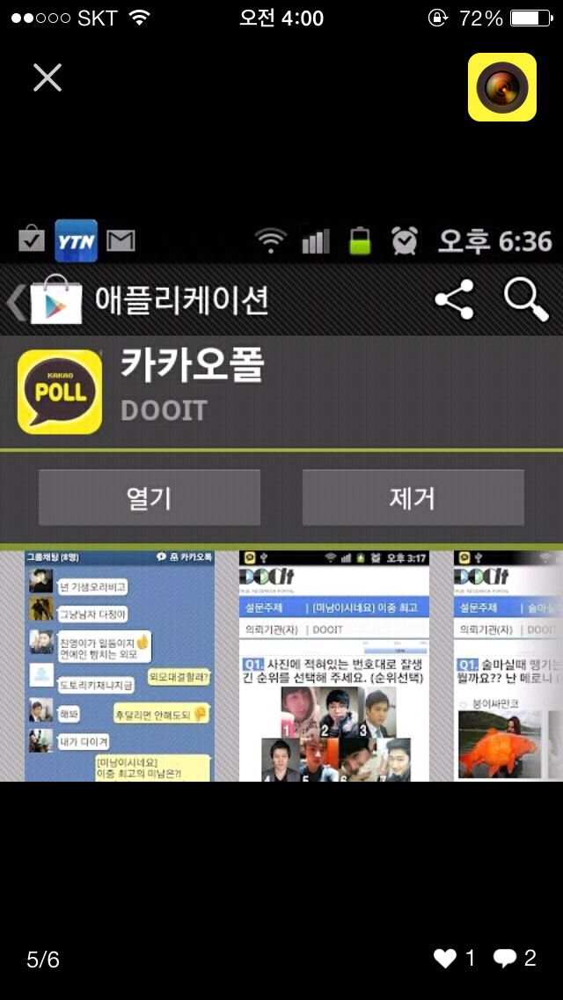 SKT
오전 4:00
72%
YTN
오후 6:36
애플리케이션
KAKAO
POLL
카카오폴
DOOIT
열기
제거
그룹채팅 (8명)
카카오톡
넌 기생오라비고
그냥남자 다정이
진영이가 일등이지
연예인 빰치는 외모
외모대결할래?
도토리키재냐지금
해봐
후달리면 안해도되
내가 다이겨
[미남이시네요]
이중 최고의 미남은?!
오후 3:17
DOOIt
TRUE RESEARCH PORTAL
설문주제 | [미남이시네요] 이중 최고
의뢰기관(자) | DOOIT
Q1. 사진에 적혀있는 번호대로 잘생
긴 순위를 선택해 주세요. (순위선택)
1 2 3
4 5 6 7
DOOIt
설문주제 | 술마실
의뢰기관(자) | D
Q1. 술마실때 땡기는
뭘까요?? 난 메로나 (
붕어싸만코
5/6
1
2